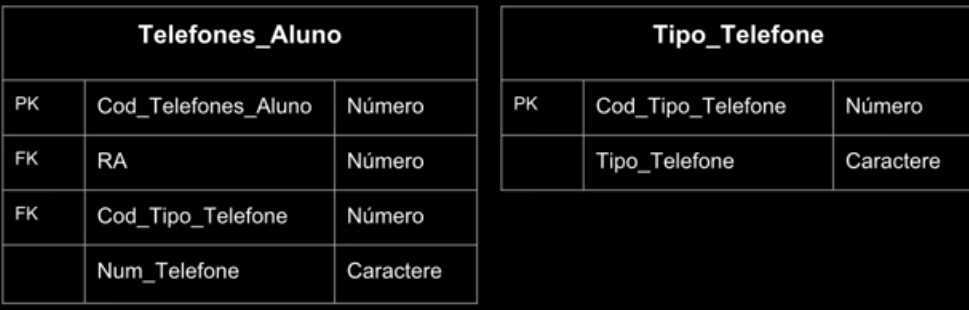 Telefones_Aluno
PK Cod_Telefones_Aluno Número
FK RA Número
FK Cod_Tipo_Telefone Número
Num_Telefone Caractere
Tipo_Telefone
PK Cod_Tipo_Telefone Número
Tipo_Telefone Caractere